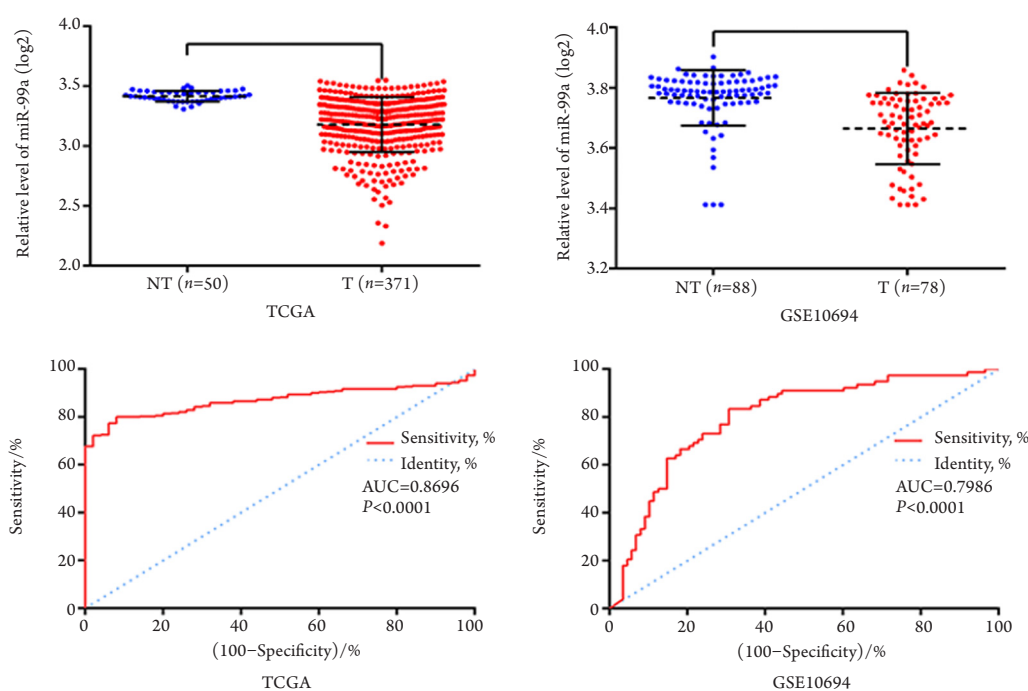 Relative level of miR-99a (log2)
4.0
3.5
3.0
2.5
2.0
NT (n=50)
T (n=371)
TCGA
Relative level of miR-99a (log2)
4.0
3.8
3.6
3.4
3.2
NT (n=88)
T (n=78)
GSE10694
Sensitivity/%
100
80
60
40
20
0
0
20
40
60
80
100
Sensitivity, %
Identity, %
AUC=0.8696
P<0.0001
(100−Specificity)/%
TCGA
Sensitivity/%
100
80
60
40
20
0
0
20
40
60
80
100
Sensitivity, %
Identity, %
AUC=0.7986
P<0.0001
(100−Specificity)/%
GSE10694